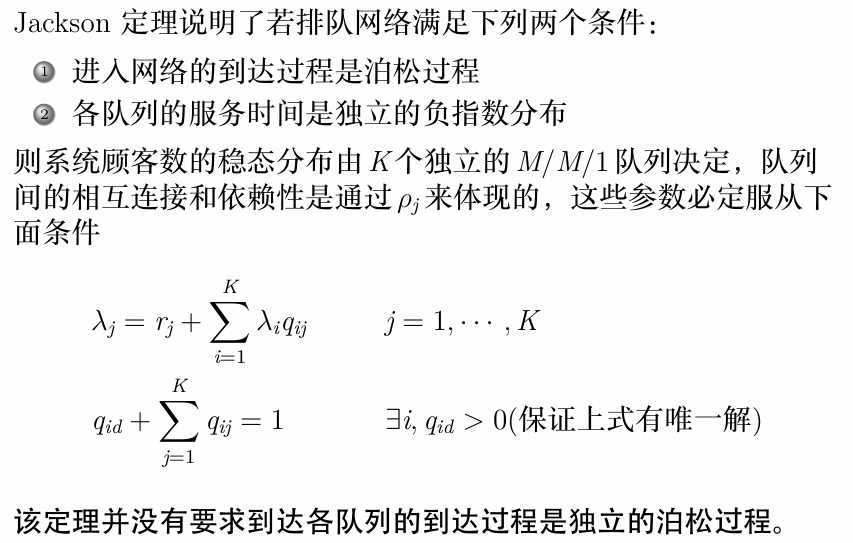 Jackson 定理说明了若排队网络满足下列两个条件：
1 进入网络的到达过程是泊松过程
2 各队列的服务时间是独立的负指数分布
则系统顾客数的稳态分布由 K 个独立的 M/M/1 队列决定，队列
间的相互连接和依赖性是通过 ρ_j 来体现的，这些参数必定服从下
面条件
λ_j = r_j + \sum_{i=1}^{K} λ_i q_{ij} j = 1, ⋯ , K
q_{id} + \sum_{j=1}^{K} q_{ij} = 1 ∃i, q_{id} > 0(保证上式有唯一解)
该定理并没有要求到达各队列的到达过程是独立的泊松过程。